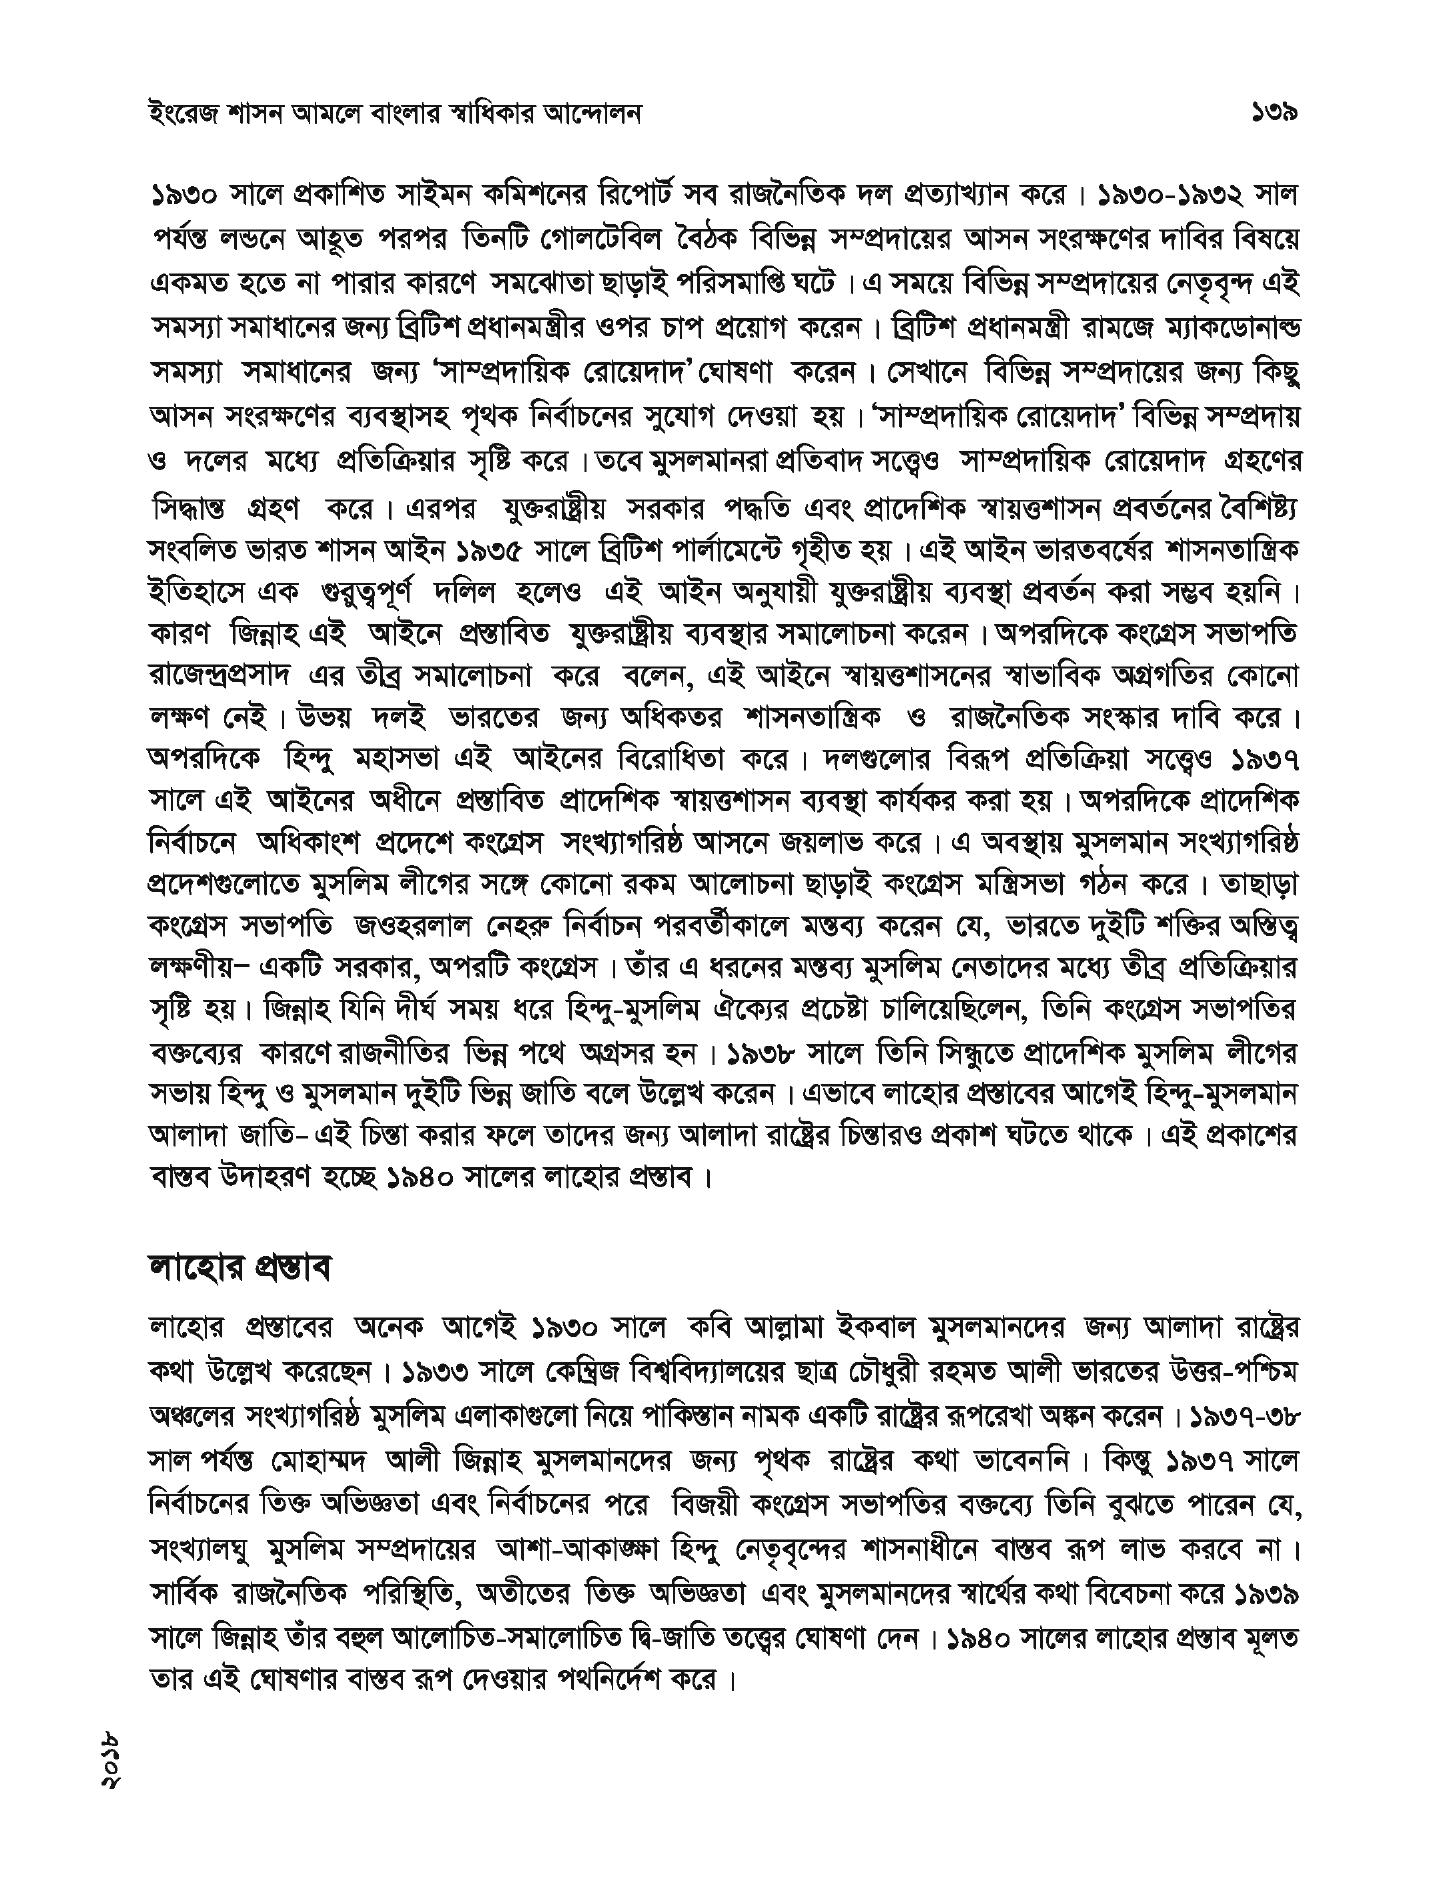 ইংরেজ শাসন আমলে বাংলার স্বাধিকার আন্দোলন ১৩৯
১৯৩০ সালে প্রকাশিত সাইমন কমিশনের রিপোর্ট সব রাজনৈতিক দল প্রত্যাখ্যান করে । ১৯৩০-১৯৩২ সাল
পর্যন্ত লন্ডনে আহূত পরপর তিনটি গোলটেবিল বৈঠক বিভিন্ন সম্প্রদায়ের আসন সংরক্ষণের দাবির বিষয়ে
একমত হতে না পারার কারণে সমঝোতা ছাড়াই পরিসমাপ্তি ঘটে । এ সময়ে বিভিন্ন সম্প্রদায়ের নেতৃবৃন্দ এই
সমস্যা সমাধানের জন্য ব্রিটিশ প্রধানমন্ত্রীর ওপর চাপ প্রয়োগ করেন । ব্রিটিশ প্রধানমন্ত্রী রামজে ম্যাকডোনাল্ড
সমস্যা সমাধানের জন্য ‘সাম্প্রদায়িক রোয়েদাদ’ ঘোষণা করেন । সেখানে বিভিন্ন সম্প্রদায়ের জন্য কিছু
আসন সংরক্ষণের ব্যবস্থাসহ পৃথক নির্বাচনের সুযোগ দেওয়া হয় । ‘সাম্প্রদায়িক রোয়েদাদ’ বিভিন্ন সম্প্রদায়
ও দলের মধ্যে প্রতিক্রিয়ার সৃষ্টি করে । তবে মুসলমানরা প্রতিবাদ সত্ত্বেও সাম্প্রদায়িক রোয়েদাদ গ্রহণের
সিদ্ধান্ত গ্রহণ করে । এরপর যুক্তরাষ্ট্রীয় সরকার পদ্ধতি এবং প্রাদেশিক স্বায়ত্তশাসন প্রবর্তনের বৈশিষ্ট্য
সংবলিত ভারত শাসন আইন ১৯৩৫ সালে ব্রিটিশ পার্লামেন্টে গৃহীত হয় । এই আইন ভারতবর্ষের শাসনতান্ত্রিক
ইতিহাসে এক গুরুত্বপূর্ণ দলিল হলেও এই আইন অনুযায়ী যুক্তরাষ্ট্রীয় ব্যবস্থা প্রবর্তন করা সম্ভব হয়নি ।
কারণ জিন্নাহ এই আইনে প্রস্তাবিত যুক্তরাষ্ট্রীয় ব্যবস্থার সমালোচনা করেন । অপরদিকে কংগ্রেস সভাপতি
রাজেন্দ্রপ্রসাদ এর তীব্র সমালোচনা করে বলেন, এই আইনে স্বায়ত্তশাসনের স্বাভাবিক অগ্রগতির কোনো
লক্ষণ নেই । উভয় দলই ভারতের জন্য অধিকতর শাসনতান্ত্রিক ও রাজনৈতিক সংস্কার দাবি করে ।
অপরদিকে হিন্দু মহাসভা এই আইনের বিরোধিতা করে । দলগুলোর বিরূপ প্রতিক্রিয়া সত্ত্বেও ১৯৩৭
সালে এই আইনের অধীনে প্রস্তাবিত প্রাদেশিক স্বায়ত্তশাসন ব্যবস্থা কার্যকর করা হয় । অপরদিকে প্রাদেশিক
নির্বাচনে অধিকাংশ প্রদেশে কংগ্রেস সংখ্যাগরিষ্ঠ আসনে জয়লাভ করে । এ অবস্থায় মুসলমান সংখ্যাগরিষ্ঠ
প্রদেশগুলোতে মুসলিম লীগের সঙ্গে কোনো রকম আলোচনা ছাড়াই কংগ্রেস মন্ত্রিসভা গঠন করে । তাছাড়া
কংগ্রেস সভাপতি জওহরলাল নেহরু নির্বাচন পরবর্তীকালে মন্তব্য করেন যে, ভারতে দুইটি শক্তির অস্তিত্ব
লক্ষণীয়– একটি সরকার, অপরটি কংগ্রেস । তাঁর এ ধরনের মন্তব্য মুসলিম নেতাদের মধ্যে তীব্র প্রতিক্রিয়ার
সৃষ্টি হয়। জিন্নাহ যিনি দীর্ঘ সময় ধরে হিন্দু-মুসলিম ঐক্যের প্রচেষ্টা চালিয়েছিলেন, তিনি কংগ্রেস সভাপতির
বক্তব্যের কারণে রাজনীতির ভিন্ন পথে অগ্রসর হন । ১৯৩৮ সালে তিনি সিন্ধুতে প্রাদেশিক মুসলিম লীগের
সভায় হিন্দু ও মুসলমান দুইটি ভিন্ন জাতি বলে উল্লেখ করেন । এভাবে লাহোর প্রস্তাবের আগেই হিন্দু-মুসলমান
আলাদা জাতি– এই চিন্তা করার ফলে তাদের জন্য আলাদা রাষ্ট্রের চিন্তারও প্রকাশ ঘটতে থাকে । এই প্রকাশের
বাস্তব উদাহরণ হচ্ছে ১৯৪০ সালের লাহোর প্রস্তাব ।
লাহোর প্রস্তাব
লাহোর প্রস্তাবের অনেক আগেই ১৯৩০ সালে কবি আল্লামা ইকবাল মুসলমানদের জন্য আলাদা রাষ্ট্রের
কথা উল্লেখ করেছেন । ১৯৩৩ সালে কেম্ব্রিজ বিশ্ববিদ্যালয়ের ছাত্র চৌধুরী রহমত আলী ভারতের উত্তর-পশ্চিম
অঞ্চলের সংখ্যাগরিষ্ঠ মুসলিম এলাকাগুলো নিয়ে পাকিস্তান নামক একটি রাষ্ট্রের রূপরেখা অঙ্কন করেন । ১৯৩৭-৩৮
সাল পর্যন্ত মোহাম্মদ আলী জিন্নাহ মুসলমানদের জন্য পৃথক রাষ্ট্রের কথা ভাবেননি । কিন্তু ১৯৩৭ সালে
নির্বাচনের তিক্ত অভিজ্ঞতা এবং নির্বাচনের পরে বিজয়ী কংগ্রেস সভাপতির বক্তব্যে তিনি বুঝতে পারেন যে,
সংখ্যালঘু মুসলিম সম্প্রদায়ের আশা-আকাঙ্ক্ষা হিন্দু নেতৃবৃন্দের শাসনাধীনে বাস্তব রূপ লাভ করবে না ।
সার্বিক রাজনৈতিক পরিস্থিতি, অতীতের তিক্ত অভিজ্ঞতা এবং মুসলমানদের স্বার্থের কথা বিবেচনা করে ১৯৩৯
সালে জিন্নাহ তাঁর বহুল আলোচিত-সমালোচিত দ্বি-জাতি তত্ত্বের ঘোষণা দেন । ১৯৪০ সালের লাহোর প্রস্তাব মূলত
তার এই ঘোষণার বাস্তব রূপ দেওয়ার পথনির্দেশ করে ।
২০১৮